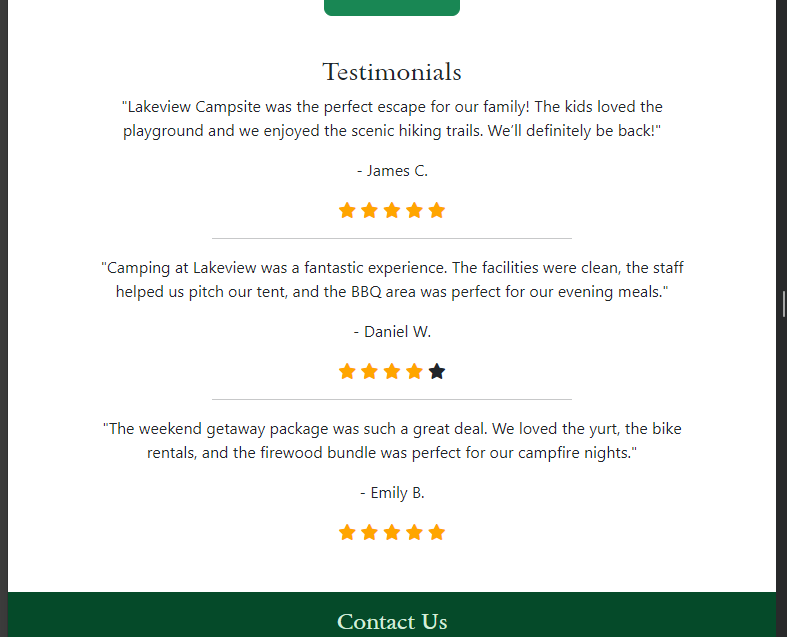 Testimonials
"Lakeview Campsite was the perfect escape for our family! The kids loved the
playground and we enjoyed the scenic hiking trails. We'll definitely be back!"
- James C.
"Camping at Lakeview was a fantastic experience. The facilities were clean, the staff
helped us pitch our tent, and the BBQ area was perfect for our evening meals."
- Daniel W.
"The weekend getaway package was such a great deal. We loved the yurt, the bike
rentals, and the firewood bundle was perfect for our campfire nights."
- Emily B.
Contact Us